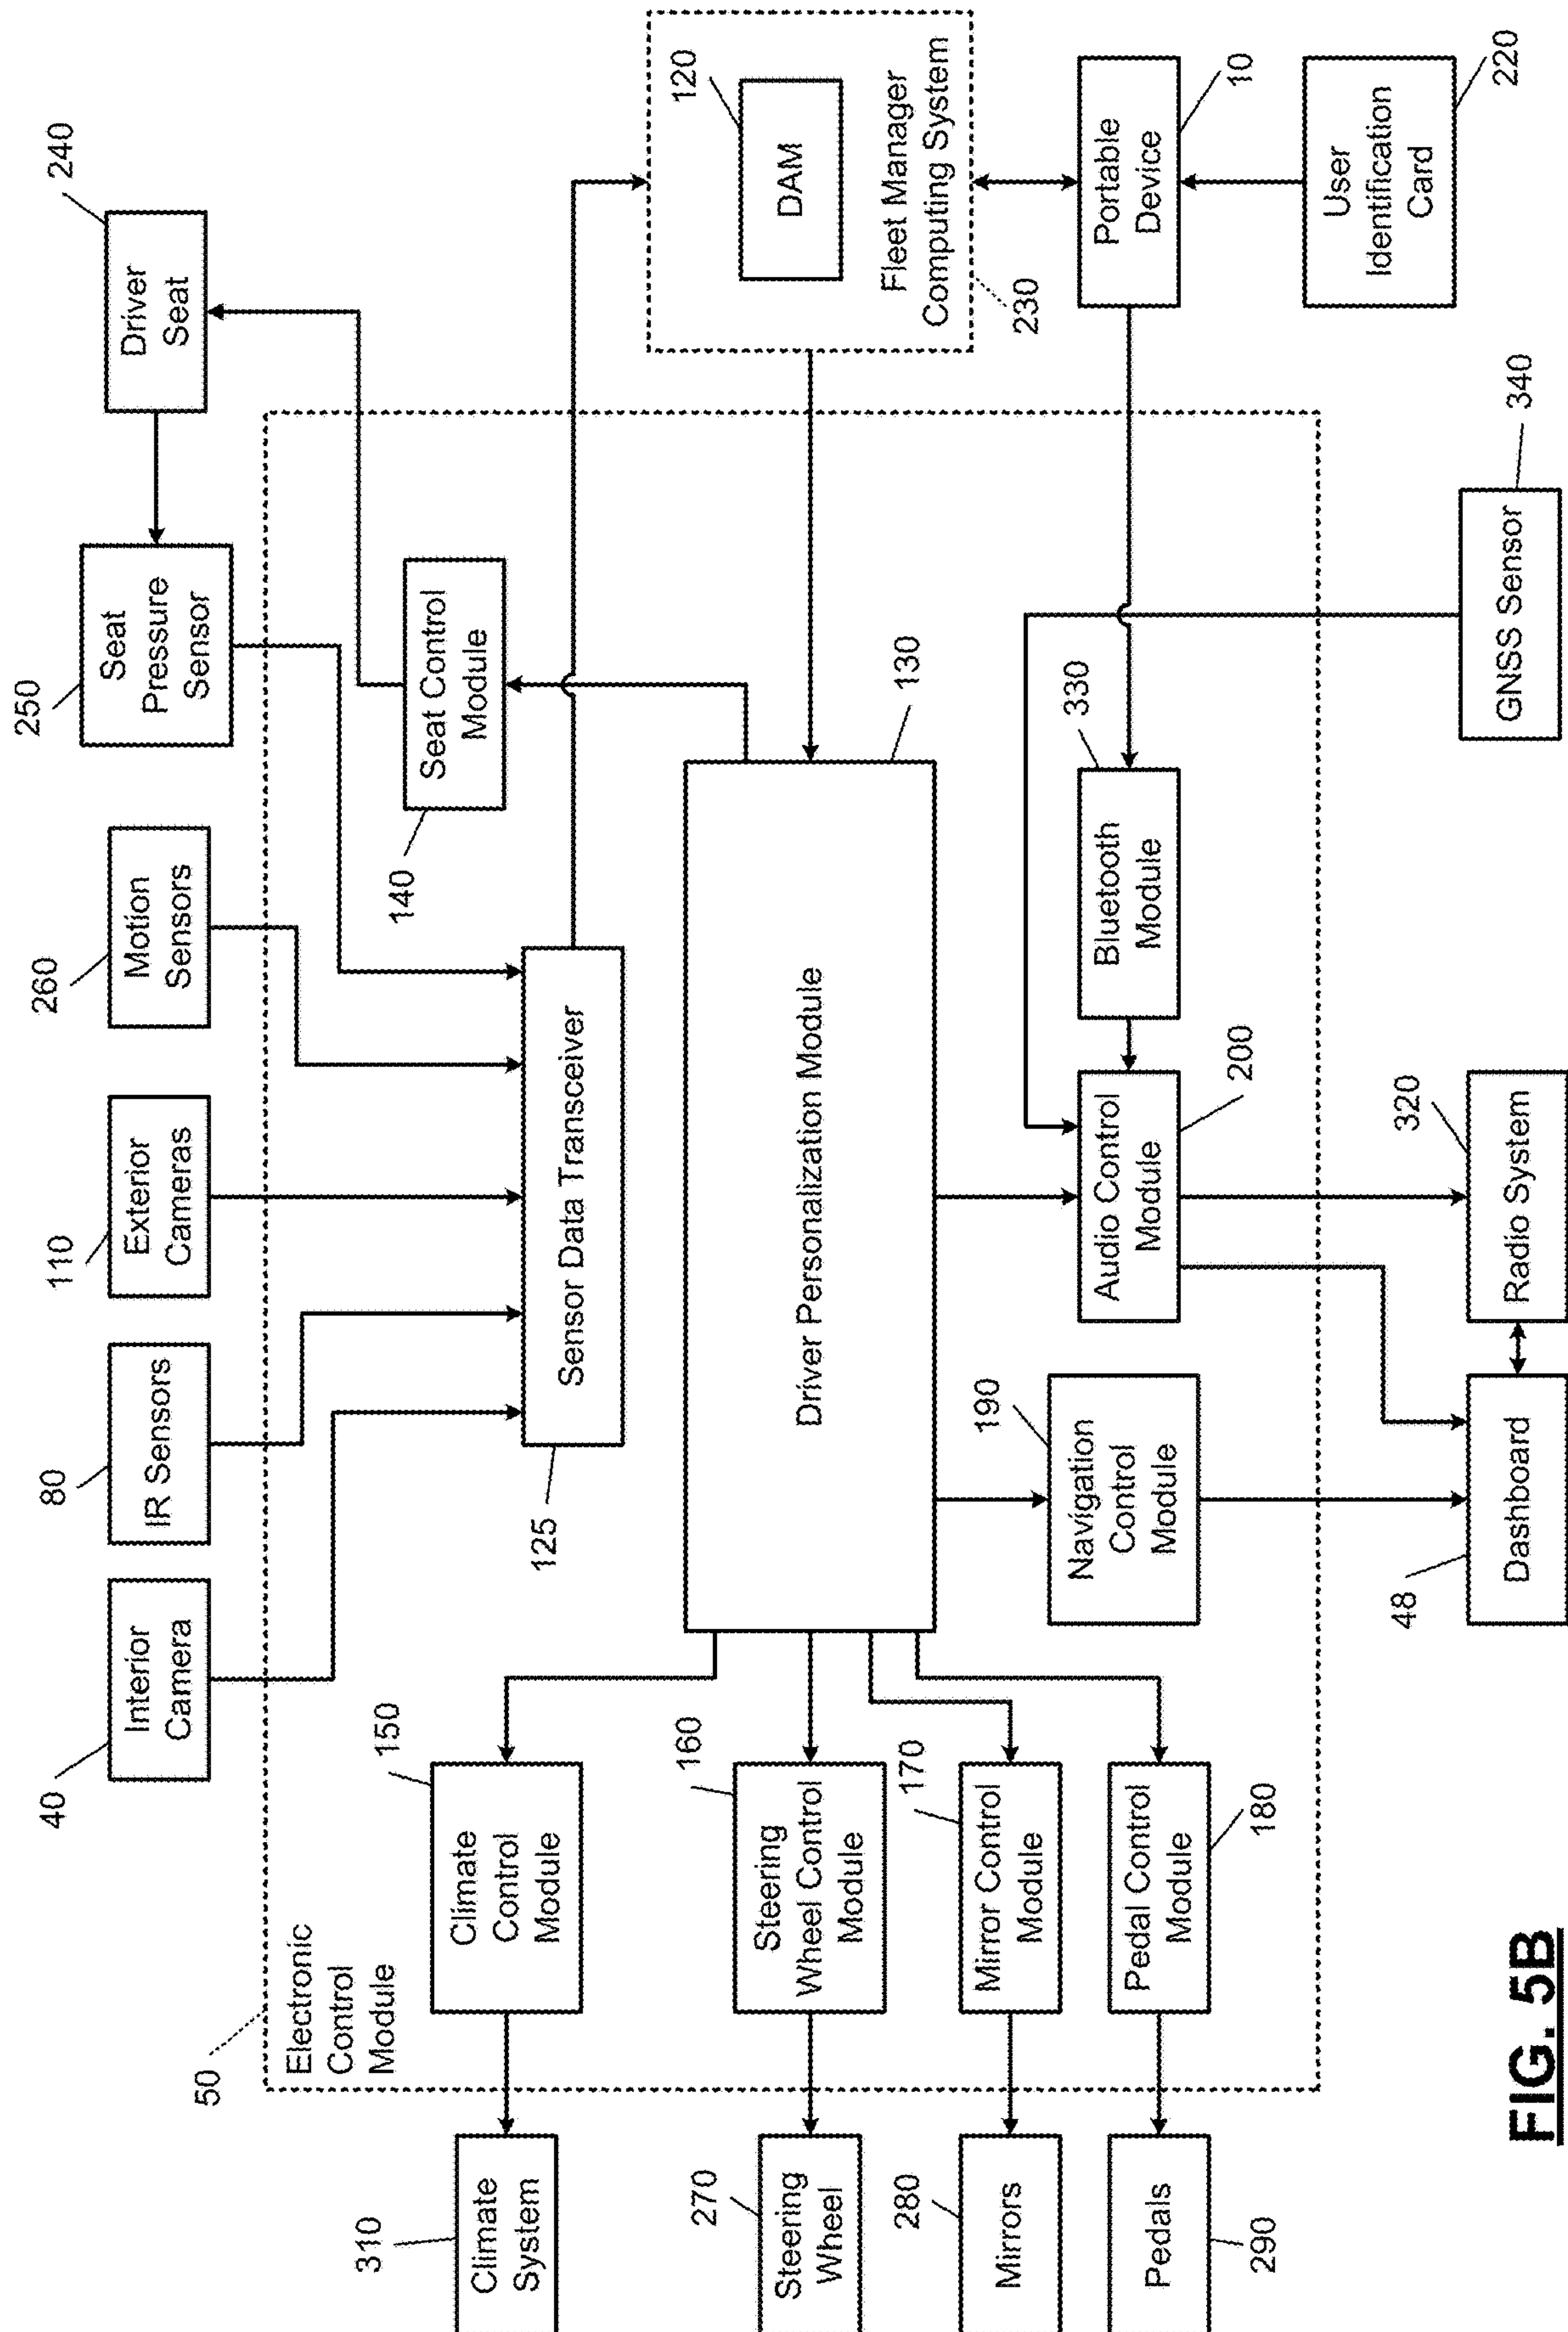 40
Interior
Camera
80
IR Sensors
110
Exterior
Cameras
260
Motion
Sensors
250
Seat
Pressure
Sensor
240
Driver
Seat
50
Electronic
Control
Module
125
Sensor Data Transceiver
140
Seat Control
Module
120
DAM
Fleet Manager
Computing System
230
310
Climate
System
150
Climate
Control
Module
270
Steering
Wheel
160
Steering
Wheel Control
Module
280
Mirrors
170
Mirror Control
Module
290
Pedals
180
Pedal Control
Module
Driver Personalization Module
130
190
Navigation
Control
Module
Audio Control
Module
200
330
Bluetooth
Module
Portable
Device
10
User
Identification
Card
220
48
Dashboard
320
Radio System
GNSS Sensor
340
FIG. 5B